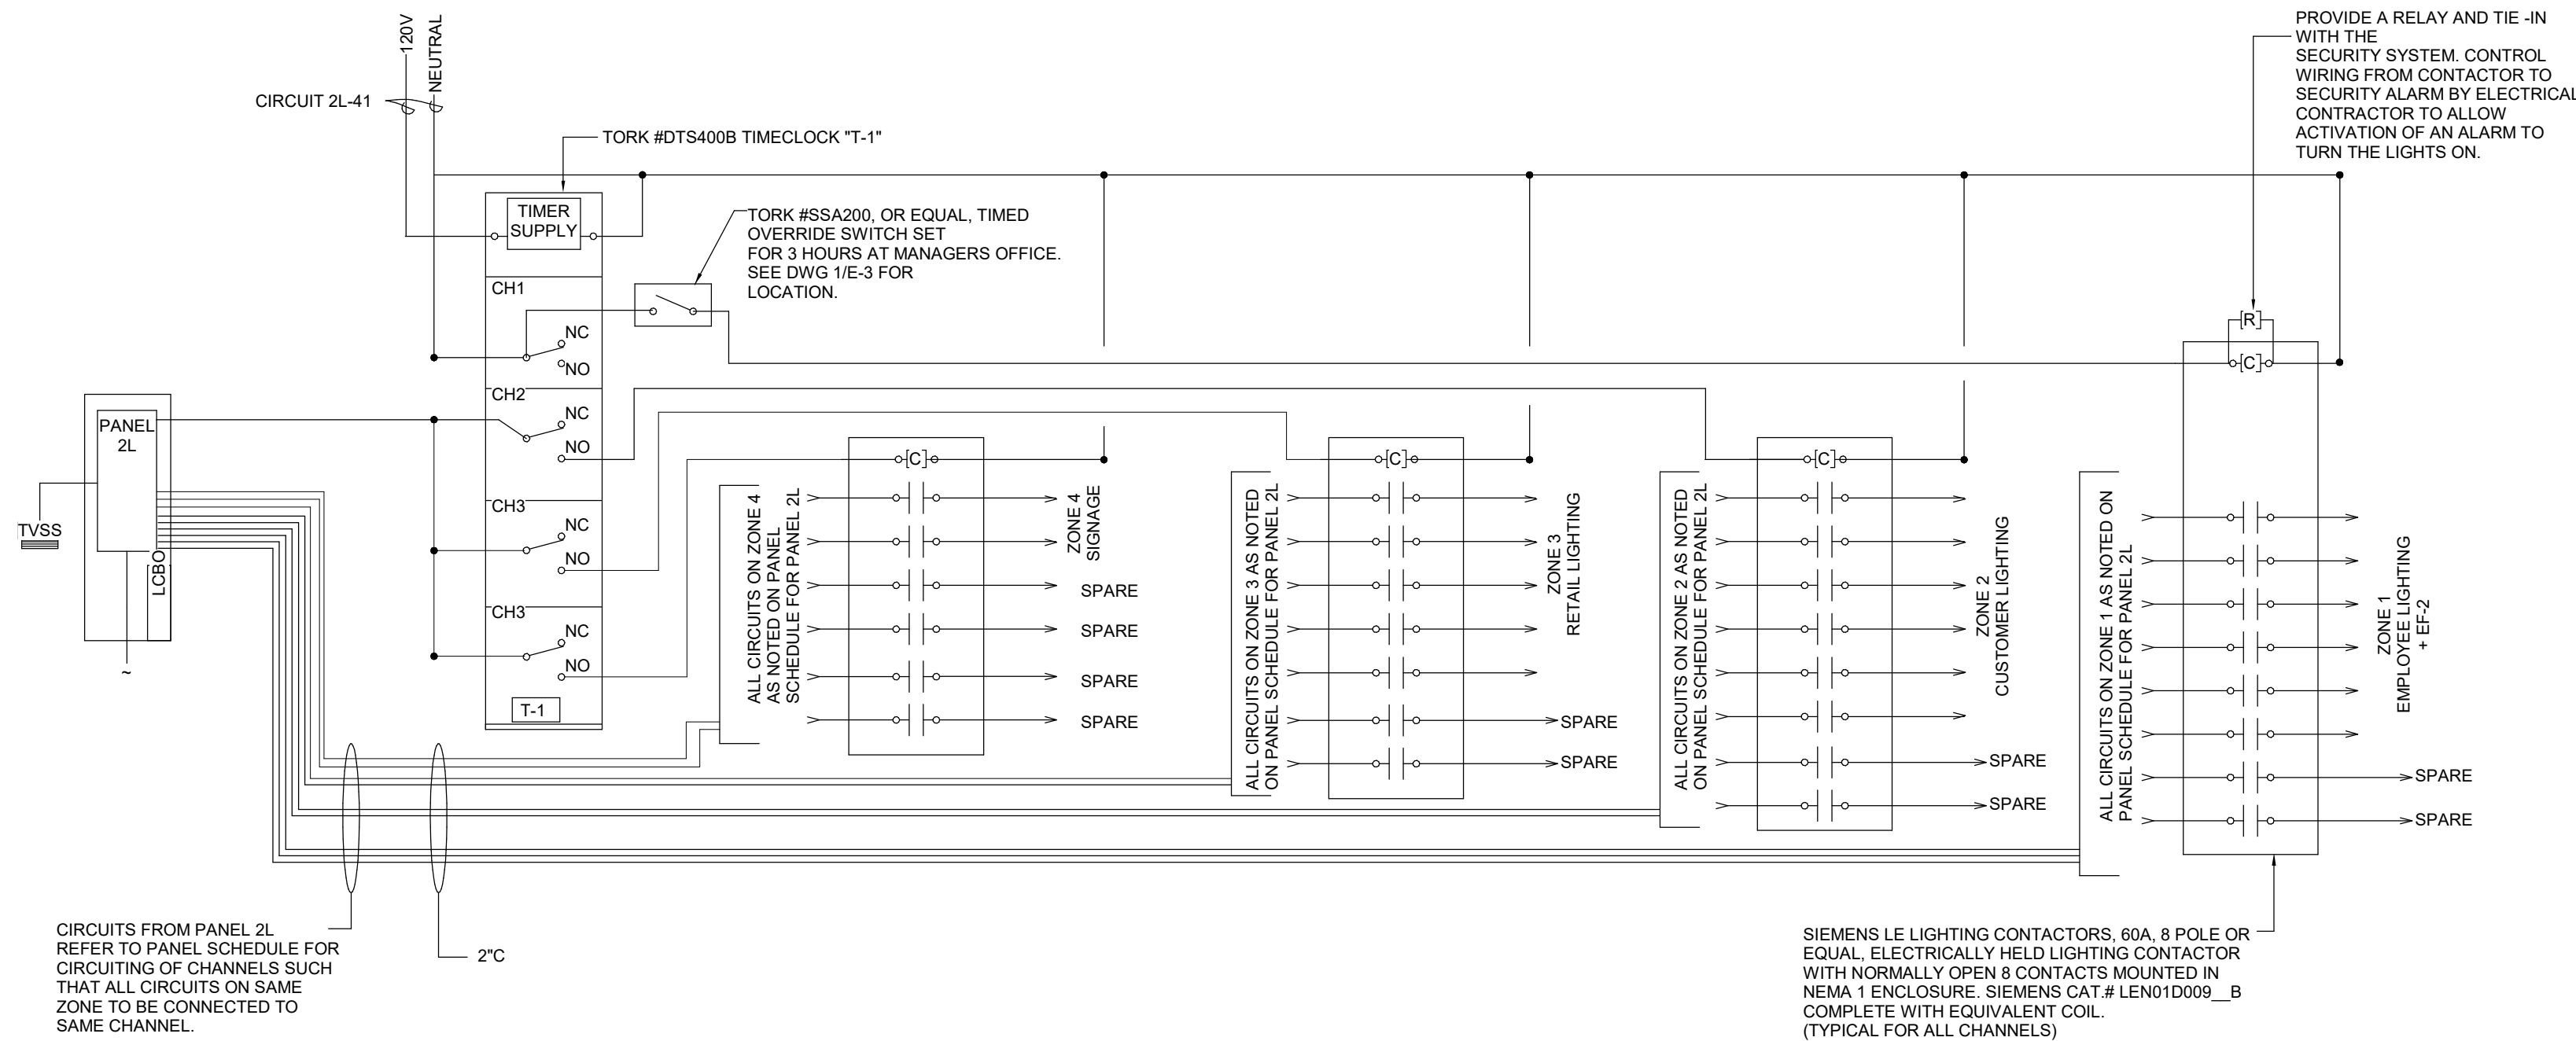 120V
NEUTRAL
CIRCUIT 2L-41
TORK #DTS400B TIMECLOCK "T-1"
PROVIDE A RELAY AND TIE -IN
WITH THE
SECURITY SYSTEM. CONTROL
WIRING FROM CONTACTOR TO
SECURITY ALARM BY ELECTRICAL
CONTRACTOR TO ALLOW
ACTIVATION OF AN ALARM TO
TURN THE LIGHTS ON.
TIMER
SUPPLY
TORK #SSA200, OR EQUAL, TIMED
OVERRIDE SWITCH SET
FOR 3 HOURS AT MANAGERS OFFICE.
SEE DWG 1/E-3 FOR
LOCATION.
CH1
NC
NO
CH2
NC
NO
CH3
NC
NO
CH3
NC
NO
T-1
PANEL
2L
LCBO
TVSS
~
[R]
[C]
[C]
[C]
[C]
ALL CIRCUITS ON ZONE 4
AS NOTED ON PANEL
SCHEDULE FOR PANEL 2L
ZONE 4
SIGNAGE
SPARE
SPARE
SPARE
SPARE
ALL CIRCUITS ON ZONE 3 AS NOTED
ON PANEL SCHEDULE FOR PANEL 2L
ZONE 3
RETAIL LIGHTING
SPARE
SPARE
ALL CIRCUITS ON ZONE 2 AS NOTED
ON PANEL SCHEDULE FOR PANEL 2L
ZONE 2
CUSTOMER LIGHTING
SPARE
SPARE
ALL CIRCUITS ON ZONE 1 AS NOTED ON
PANEL SCHEDULE FOR PANEL 2L
ZONE 1
EMPLOYEE LIGHTING
+ EF-2
SPARE
SPARE
CIRCUITS FROM PANEL 2L
REFER TO PANEL SCHEDULE FOR
CIRCUITING OF CHANNELS SUCH
THAT ALL CIRCUITS ON SAME
ZONE TO BE CONNECTED TO
SAME CHANNEL.
2"C
SIEMENS LE LIGHTING CONTACTORS, 60A, 8 POLE OR
EQUAL, ELECTRICALLY HELD LIGHTING CONTACTOR
WITH NORMALLY OPEN 8 CONTACTS MOUNTED IN
NEMA 1 ENCLOSURE. SIEMENS CAT.# LEN01D009__B
COMPLETE WITH EQUIVALENT COIL.
(TYPICAL FOR ALL CHANNELS)